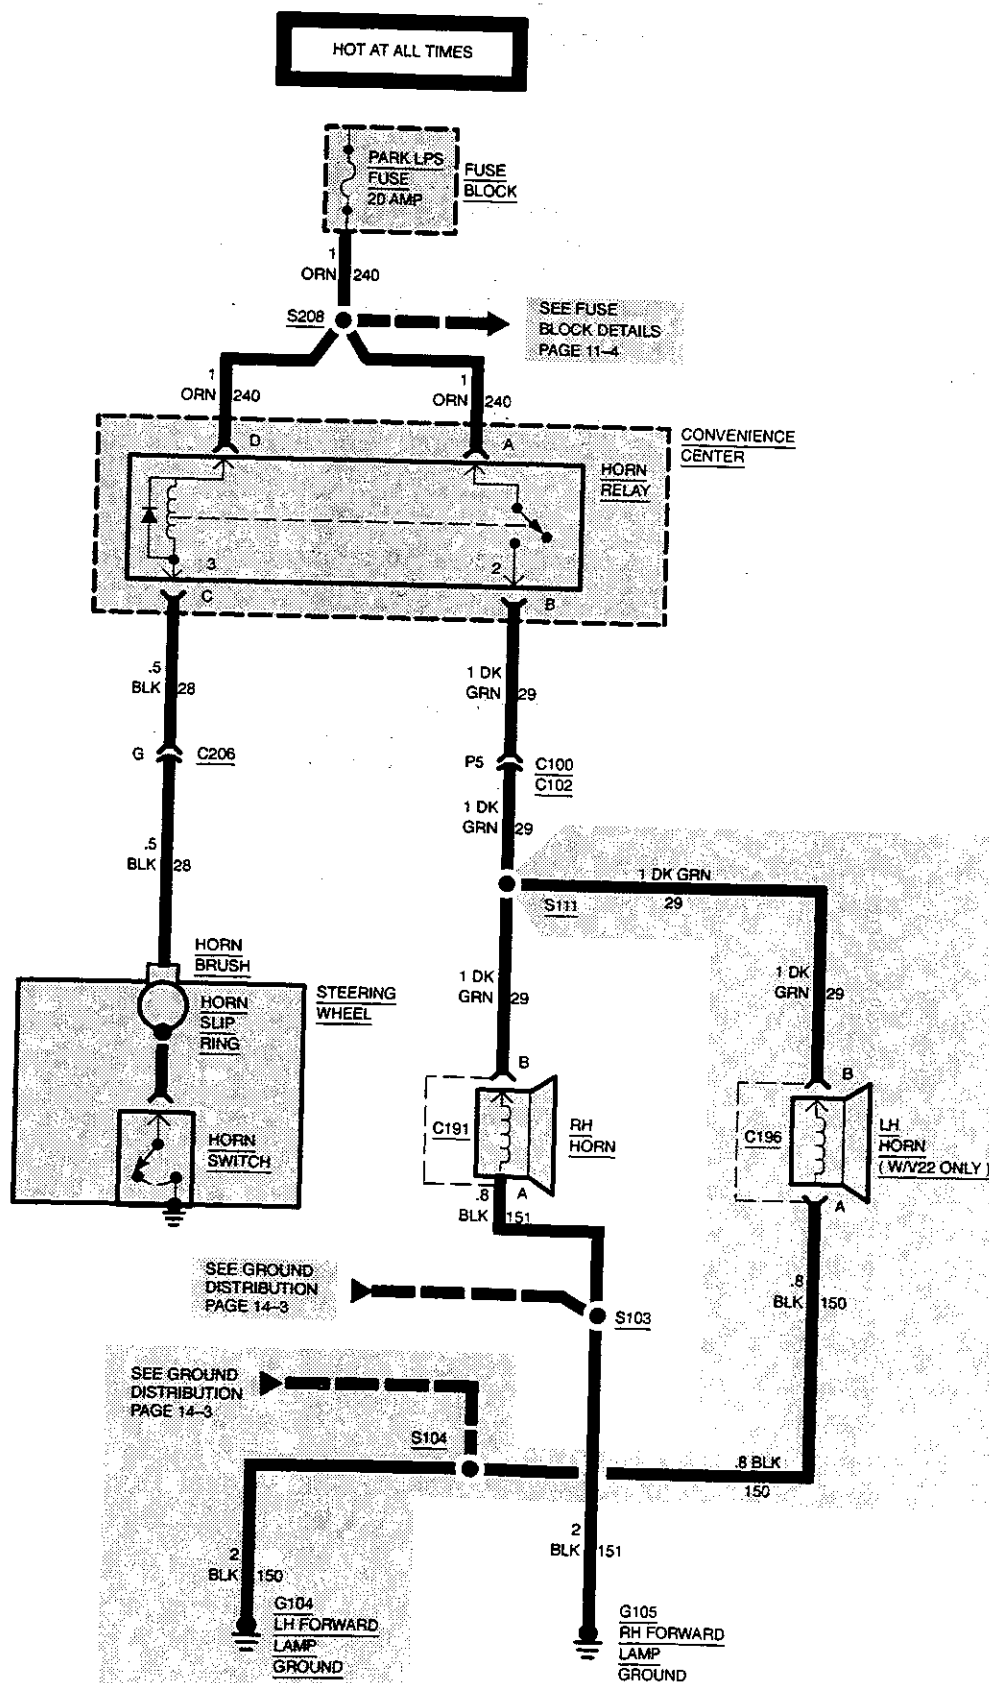 HOT AT ALL TIMES
PARK LPS
FUSE
20 AMP
FUSE
BLOCK
1
ORN 240
S208
SEE FUSE
BLOCK DETAILS
PAGE 11-4
1
ORN 240
1
ORN 240
CONVENIENCE
CENTER
D
A
HORN
RELAY
3
2
C
B
.5
BLK 28
1 DK
GRN 29
G
C206
P5
C100
C102
1 DK
GRN 29
.5
BLK 28
1 DK GRN
29
S111
HORN
BRUSH
1 DK
GRN 29
1 DK
GRN 29
STEERING
WHEEL
HORN
SLIP
RING
B
B
C191
RH
HORN
C196
LH
HORN
( W/V22 ONLY )
HORN
SWITCH
A
A
.8
BLK 151
SEE GROUND
DISTRIBUTION
PAGE 14-3
.8
BLK 150
S103
SEE GROUND
DISTRIBUTION
PAGE 14-3
S104
.8 BLK
150
2
BLK 151
2
BLK 150
G104
LH FORWARD
LAMP
GROUND
G105
RH FORWARD
LAMP
GROUND